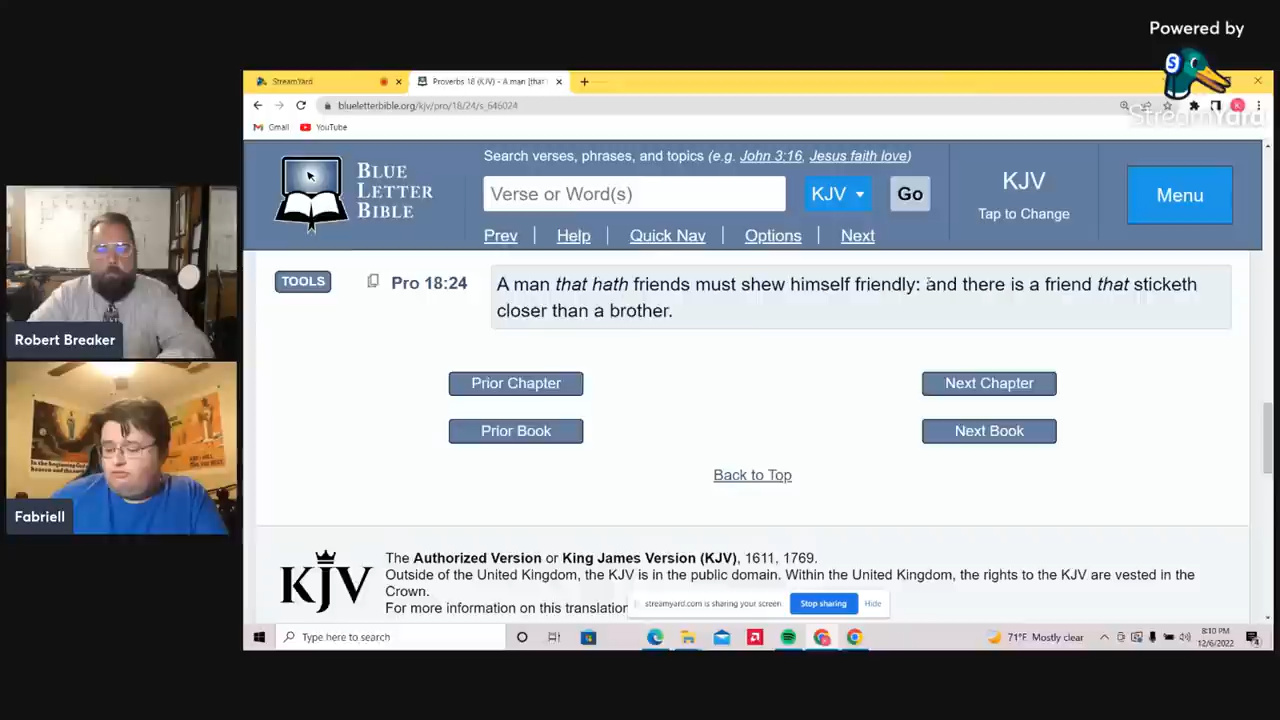 Powered by
StreamYard
StreamYard
Proverbs 18 (KJV) - A man [that
blueletterbible.org/kjv/pro/18/24/s_646024
Gmail
YouTube
BLUE
LETTER
BIBLE
Search verses, phrases, and topics (e.g. John 3:16, Jesus faith love)
Verse or Word(s)
KJV
Go
KJV
Tap to Change
Menu
Prev
Help
Quick Nav
Options
Next
TOOLS
Pro 18:24
A man that hath friends must shew himself friendly: and there is a friend that sticketh
closer than a brother.
Prior Chapter
Next Chapter
Prior Book
Next Book
Back to Top
Robert Breaker
Fabriell
In the beginning God
KJV
The Authorized Version or King James Version (KJV), 1611, 1769.
Outside of the United Kingdom, the KJV is in the public domain. Within the United Kingdom, the rights to the KJV are vested in the
Crown.
For more information on this translation
streamyard.com is sharing your screen.
Stop sharing
Hide
Type here to search
71°F Mostly clear
8:10 PM
12/6/2022